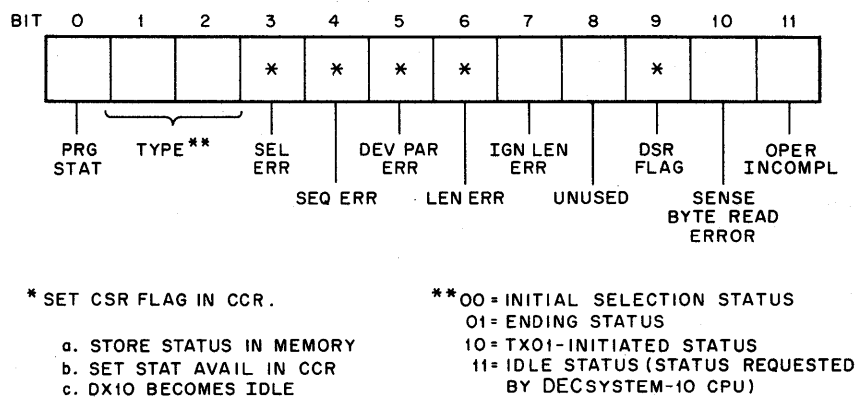 BIT 0 1 2 3 4 5 6 7 8 9 10 11
* * * * *
PRG STAT
TYPE**
SEL ERR
SEQ ERR
DEV PAR ERR
LEN ERR
IGN LEN ERR
UNUSED
DSR FLAG
SENSE BYTE READ ERROR
OPER INCOMPL
* SET CSR FLAG IN CCR.
a. STORE STATUS IN MEMORY
b. SET STAT AVAIL IN CCR
c. DX10 BECOMES IDLE
** 00 = INITIAL SELECTION STATUS
01 = ENDING STATUS
10 = TX01-INITIATED STATUS
11 = IDLE STATUS (STATUS REQUESTED
BY DECSYSTEM-10 CPU)